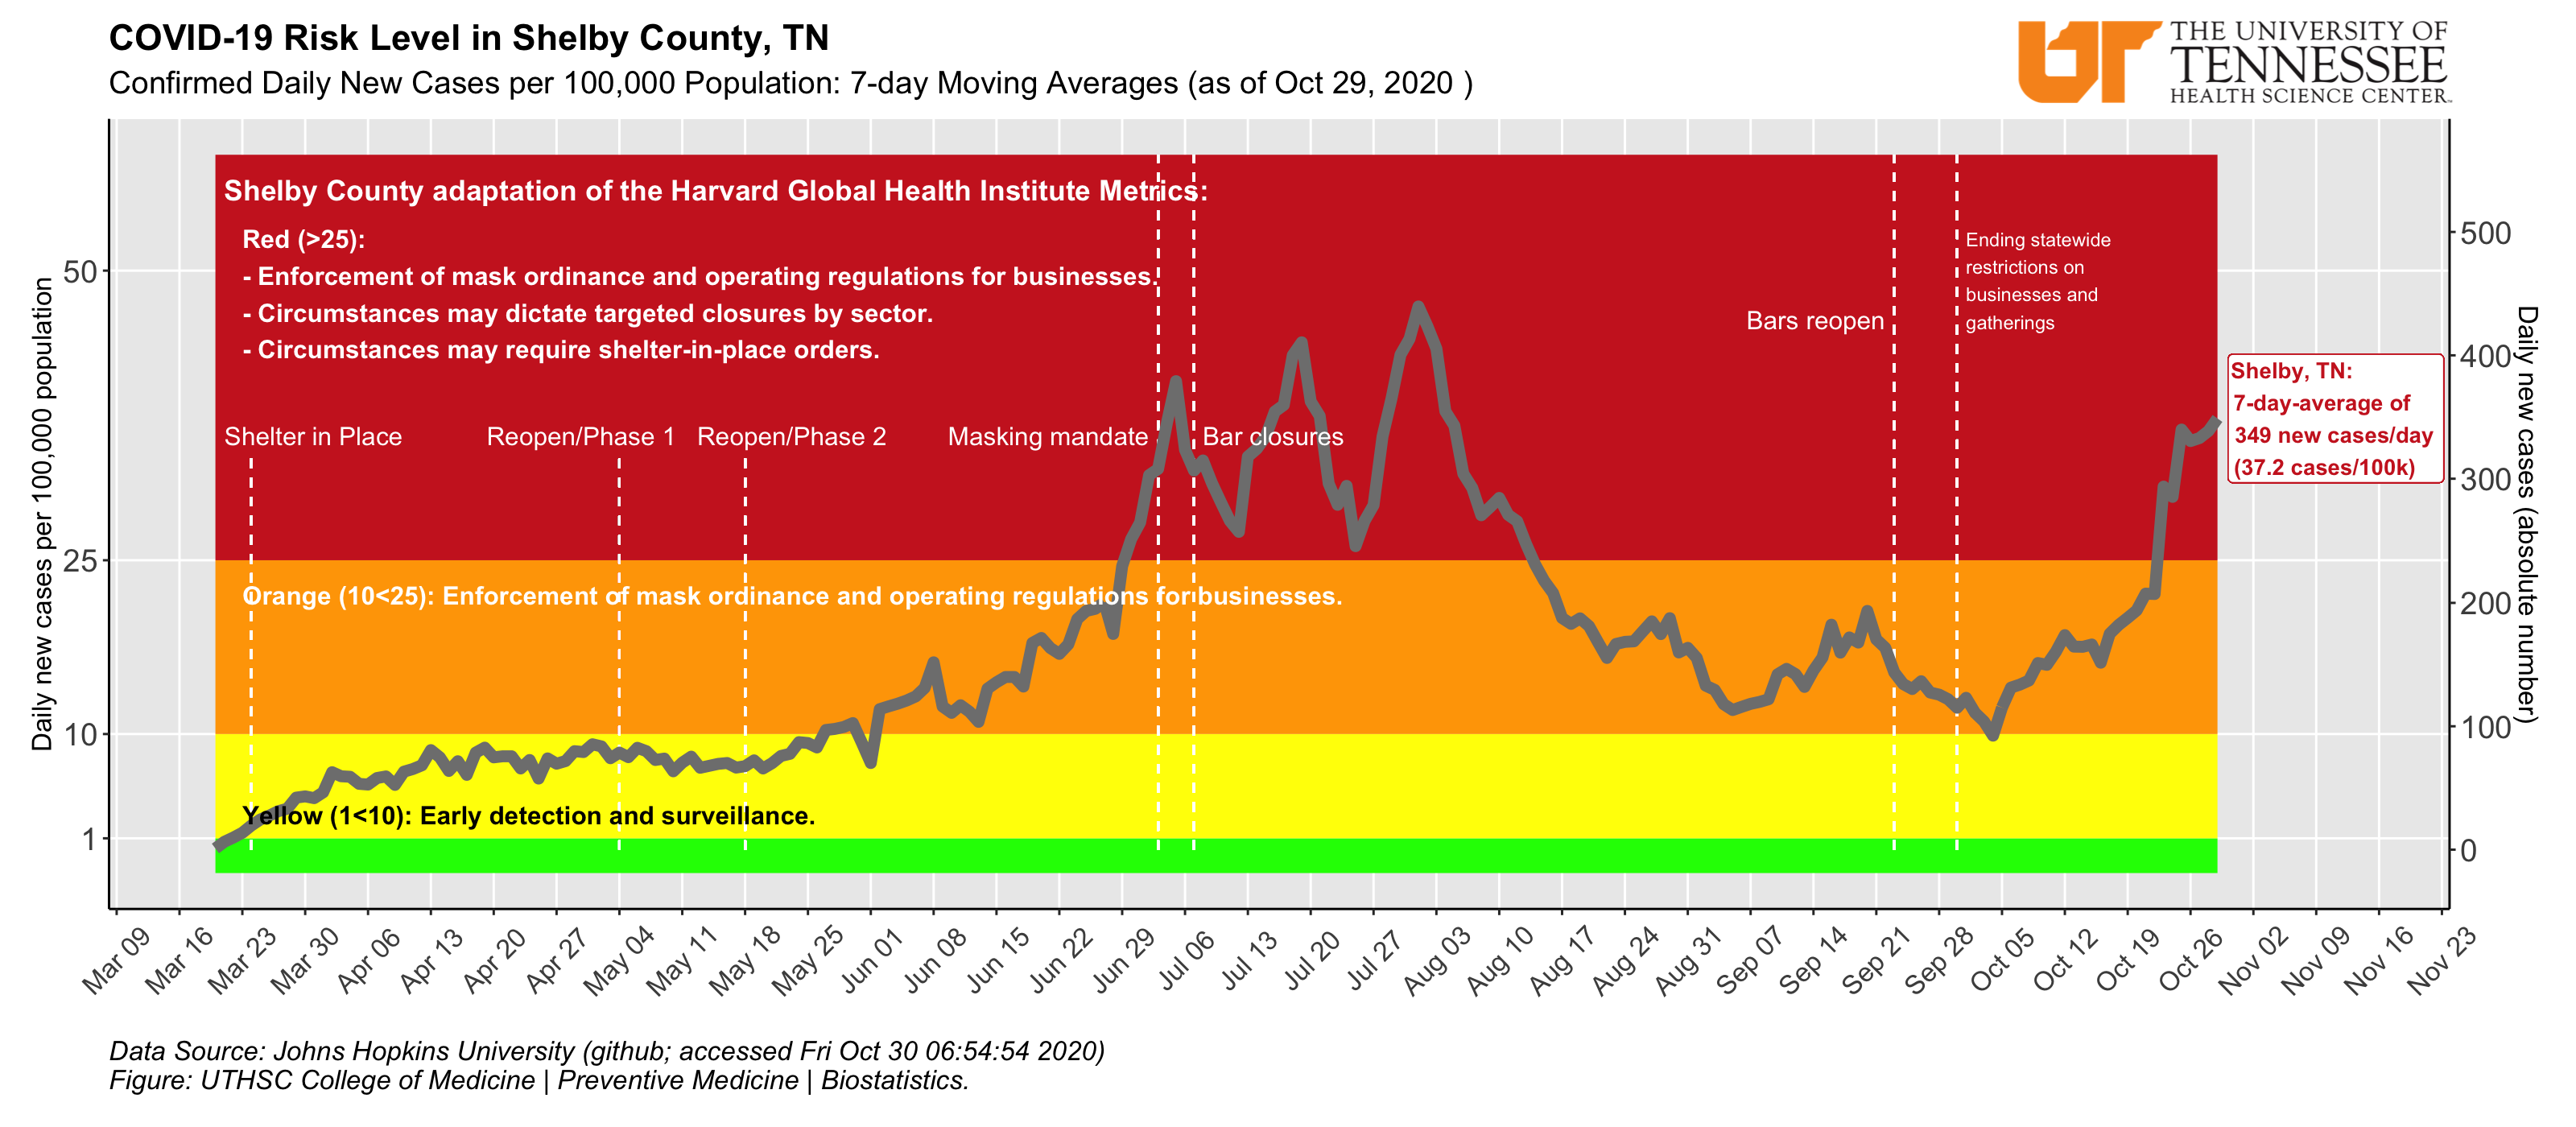 COVID-19 Risk Level in Shelby County, TN
Confirmed Daily New Cases per 100,000 Population: 7-day Moving Averages (as of Oct 29, 2020 )
UT
THE UNIVERSITY OF
TENNESSEE
HEALTH SCIENCE CENTER™
Daily new cases per 100,000 population
50
25
10
1
Shelby County adaptation of the Harvard Global Health Institute Metrics:
Red (>25):
- Enforcement of mask ordinance and operating regulations for businesses.
- Circumstances may dictate targeted closures by sector.
- Circumstances may require shelter-in-place orders.
Shelter in Place
Reopen/Phase 1
Reopen/Phase 2
Masking mandate
Bar closures
Bars reopen
Ending statewide
restrictions on
businesses and
gatherings
Orange (10<25): Enforcement of mask ordinance and operating regulations for businesses.
Yellow (1<10): Early detection and surveillance.
Shelby, TN:
7-day-average of
349 new cases/day
(37.2 cases/100k)
500
400
300
200
100
0
Daily new cases (absolute number)
Mar 09
Mar 16
Mar 23
Mar 30
Apr 06
Apr 13
Apr 20
Apr 27
May 04
May 11
May 18
May 25
Jun 01
Jun 08
Jun 15
Jun 22
Jun 29
Jul 06
Jul 13
Jul 20
Jul 27
Aug 03
Aug 10
Aug 17
Aug 24
Aug 31
Sep 07
Sep 14
Sep 21
Sep 28
Oct 05
Oct 12
Oct 19
Oct 26
Nov 02
Nov 09
Nov 16
Nov 23
Data Source: Johns Hopkins University (github; accessed Fri Oct 30 06:54:54 2020)
Figure: UTHSC College of Medicine | Preventive Medicine | Biostatistics.